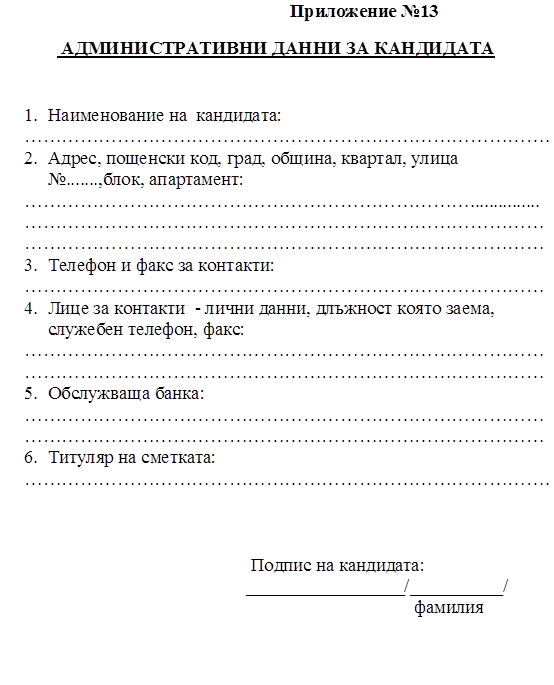 Приложение №13
АДМИНИСТРАТИВНИ ДАННИ ЗА КАНДИДАТА
1. Наименование на кандидата:
……………………………………………………………………………
2. Адрес, пощенски код, град, община, квартал, улица
№.......,блок, апартамент:
………………………………………………………………...............
……………………………………………………………………………
……………………………………………………………………………
3. Телефон и факс за контакти:
……………………………………………………………………………
4. Лице за контакти - лични данни, длъжност която заема,
служебен телефон, факс:
……………………………………………………………………………
……………………………………………………………………………
5. Обслужваща банка:
……………………………………………………………………………
……………………………………………………………………………
6. Титуляр на сметката:
……………………………………………………………………………
Подпис на кандидата:
_________________/__________/
фамилия